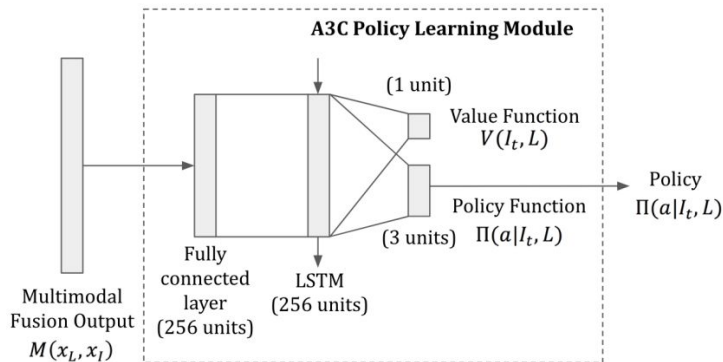 A3C Policy Learning Module
(1 unit)
Value Function
V(I_t, L)
Policy
Π(a|I_t, L)
Policy Function
Π(a|I_t, L)
(3 units)
Fully
connected
layer
(256 units)
LSTM
(256 units)
Multimodal
Fusion Output
M(x_L, x_I)